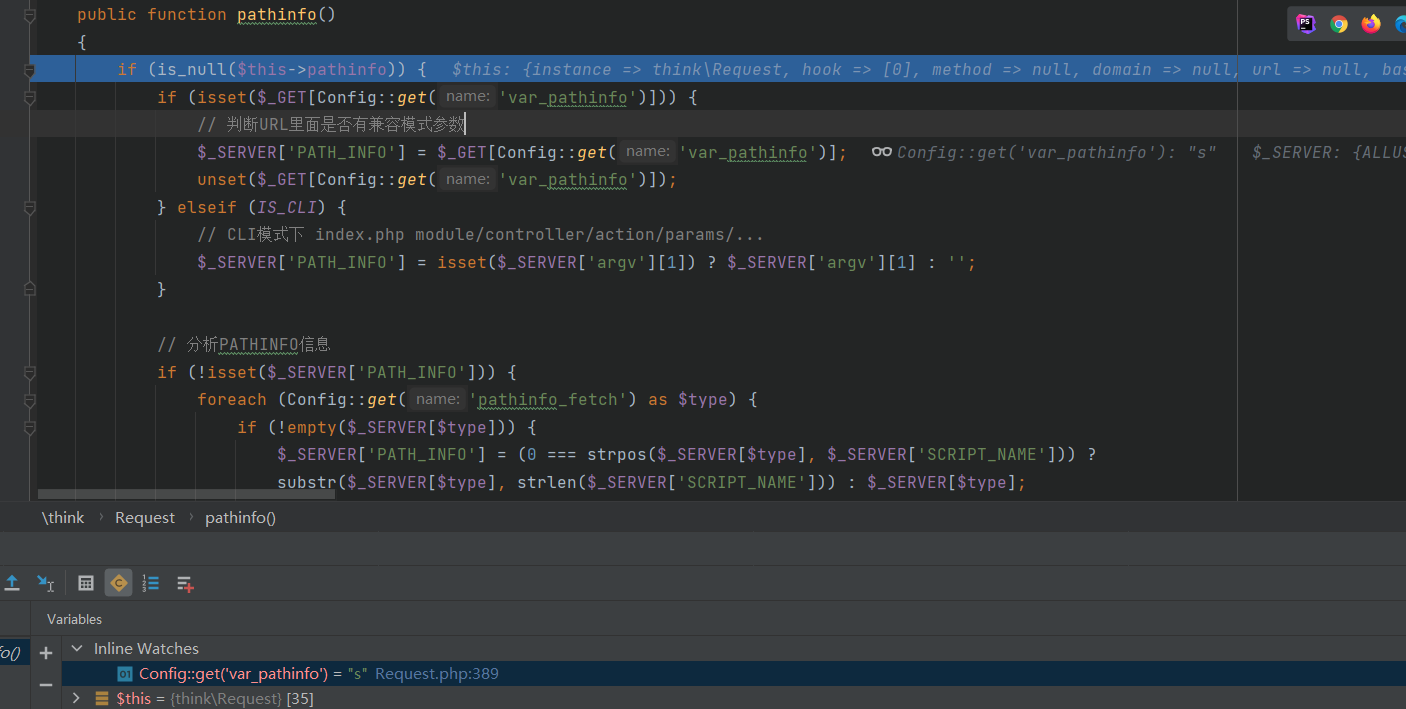 public function pathinfo()
{
if (is_null($this->pathinfo)) { $this: {instance => think\Request, hook => [0], method => null, domain => null, url => null, bas
if (isset($_GET[Config::get( name: 'var_pathinfo')])) {
// 判断URL里面是否有兼容模式参数
$_SERVER['PATH_INFO'] = $_GET[Config::get( name: 'var_pathinfo')]; Config::get('var_pathinfo'): "s" $_SERVER: {ALLUS
unset($_GET[Config::get( name: 'var_pathinfo')]);
} elseif (IS_CLI) {
// CLI模式下 index.php module/controller/action/params/...
$_SERVER['PATH_INFO'] = isset($_SERVER['argv'][1]) ? $_SERVER['argv'][1] : '';
}
// 分析PATHINFO信息
if (!isset($_SERVER['PATH_INFO'])) {
foreach (Config::get( name: 'pathinfo_fetch') as $type) {
if (!empty($_SERVER[$type])) {
$_SERVER['PATH_INFO'] = (0 === strpos($_SERVER[$type], $_SERVER['SCRIPT_NAME'])) ?
substr($_SERVER[$type], strlen($_SERVER['SCRIPT_NAME'])) : $_SERVER[$type];
\think › Request › pathinfo()
Variables
Inline Watches
fo()
Config::get('var_pathinfo') = "s" Request.php:389
$this = {think\Request} [35]